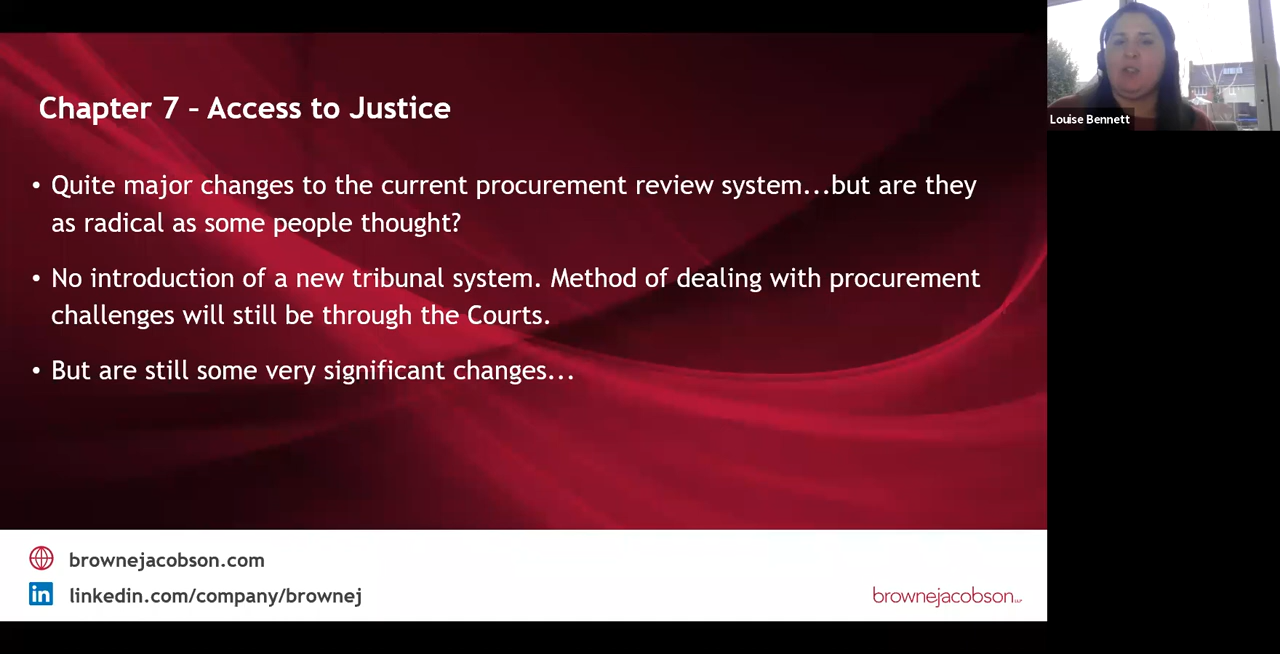 Chapter 7 – Access to Justice
• Quite major changes to the current procurement review system...but are they
as radical as some people thought?
• No introduction of a new tribunal system. Method of dealing with procurement
challenges will still be through the Courts.
• But are still some very significant changes...
brownejacobson.com
in
linkedin.com/company/brownej
brownejacobson
Louise Bennett